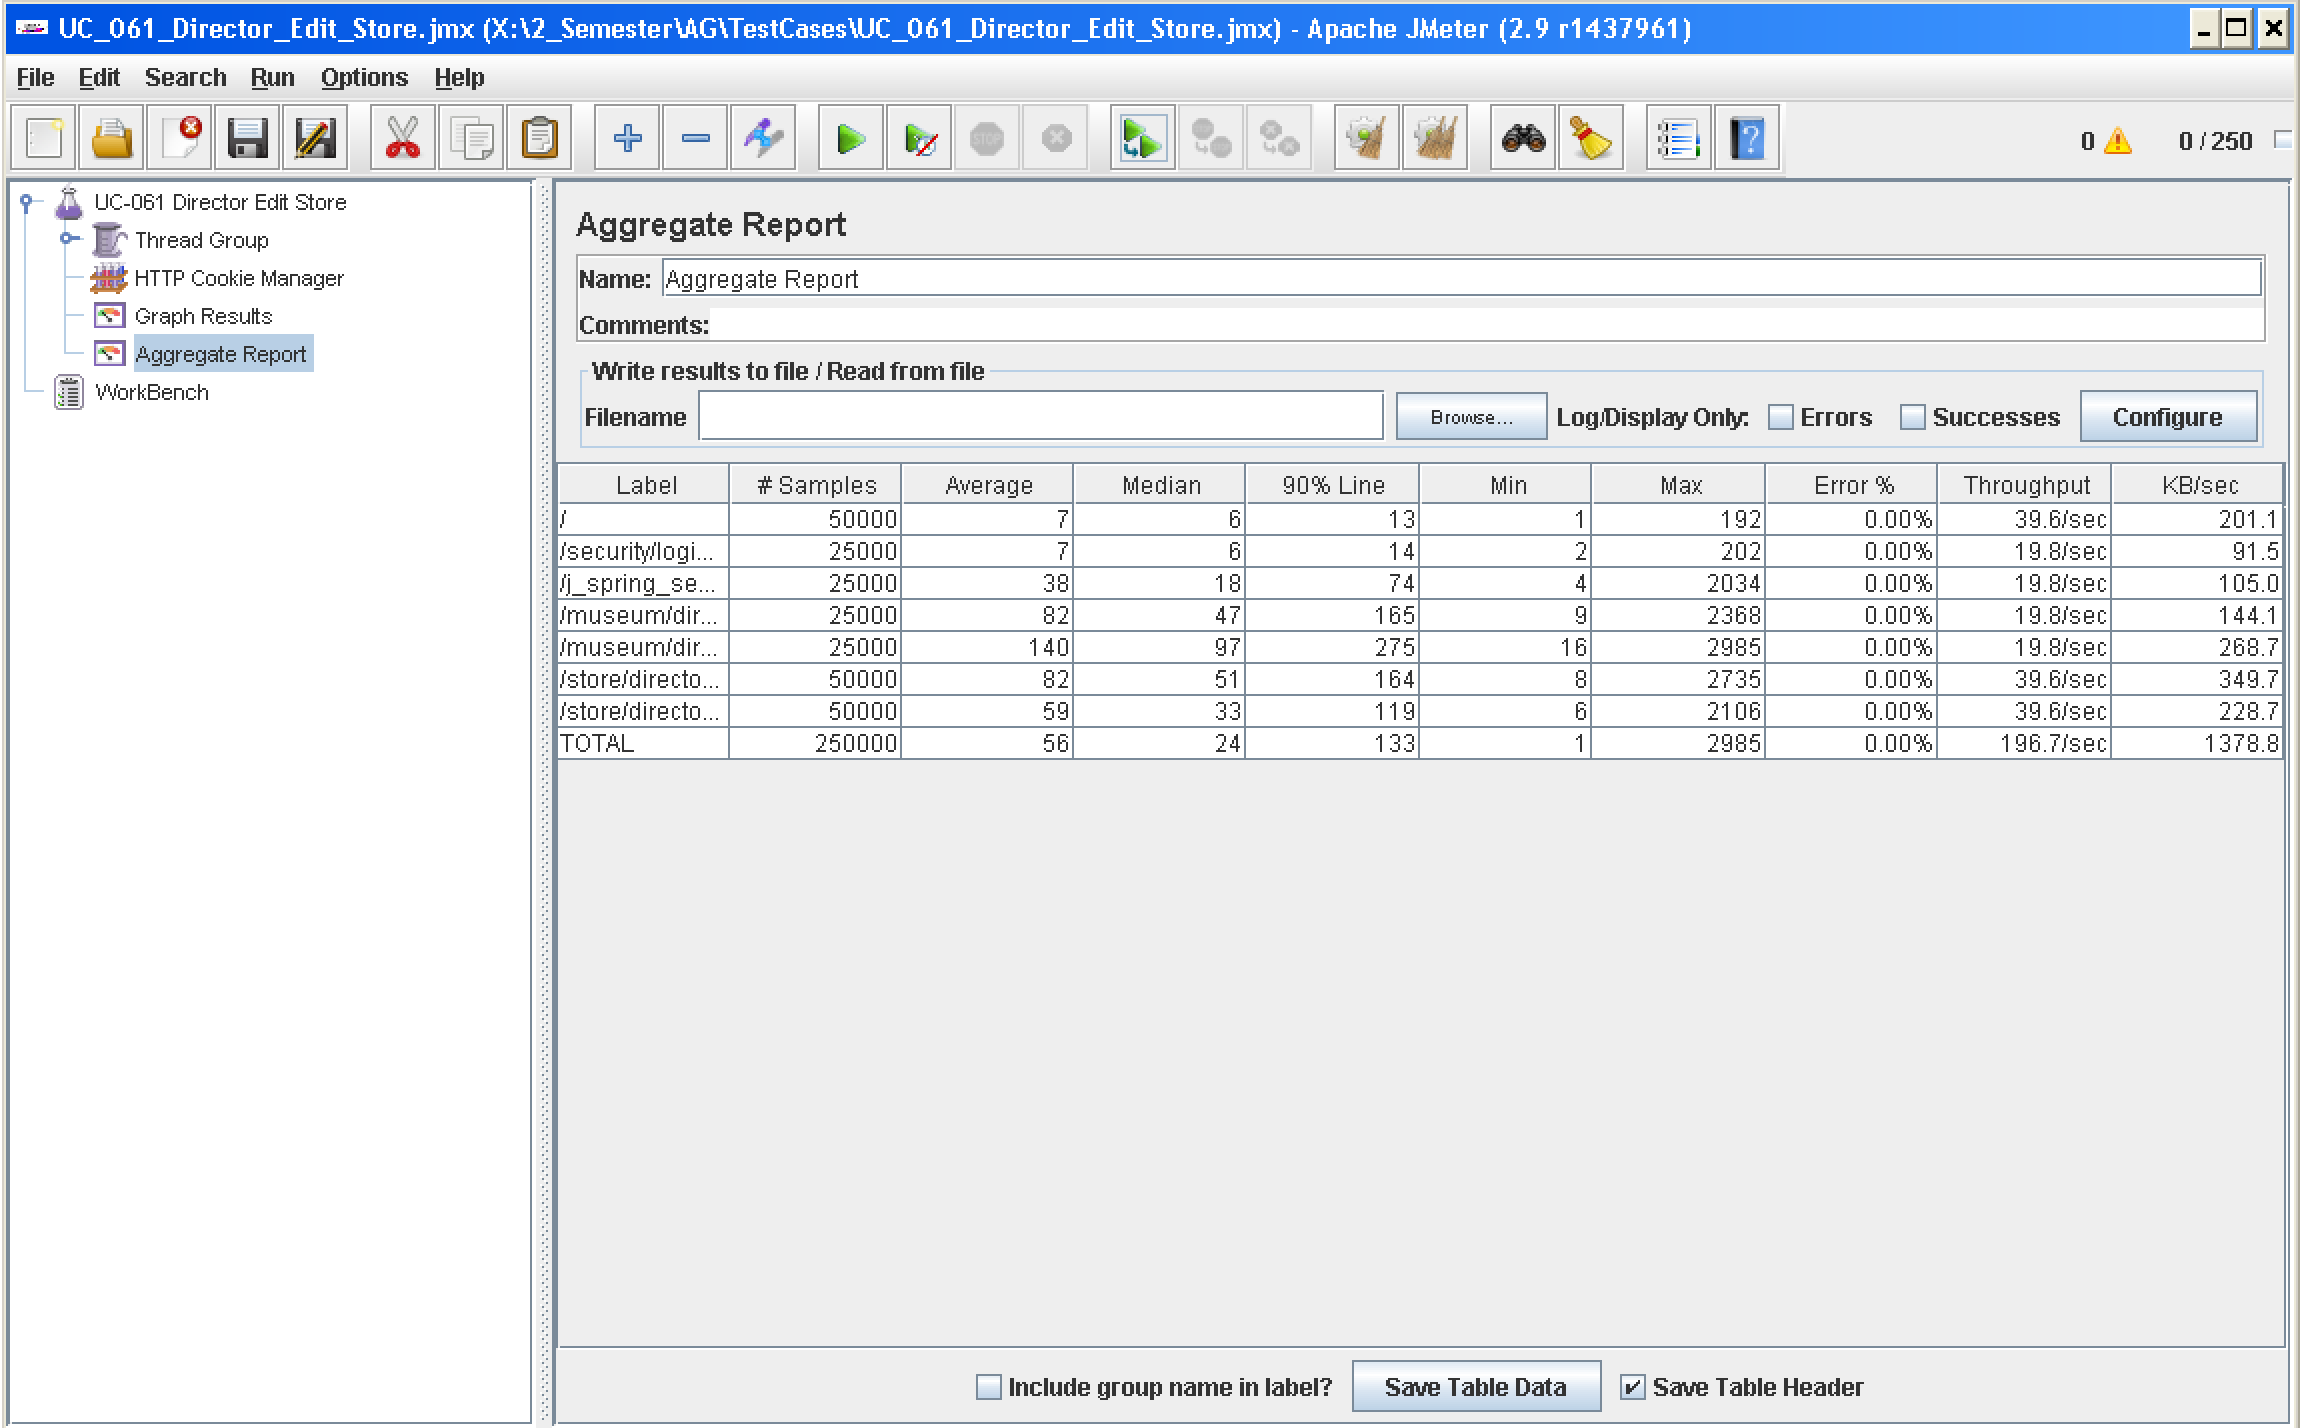 UC_061_Director_Edit_Store.jmx (X:\2_Semester\AG\TestCases\UC_061_Director_Edit_Store.jmx) - Apache JMeter (2.9 r1437961)
File Edit Search Run Options Help
STOP
0 0 / 250
UC-061 Director Edit Store
Thread Group
HTTP Cookie Manager
Graph Results
Aggregate Report
WorkBench
Aggregate Report
Name: Aggregate Report
Comments:
Write results to file / Read from file
Filename Browse... Log/Display Only: Errors Successes Configure
Label # Samples Average Median 90% Line Min Max Error % Throughput KB/sec
/ 50000 7 6 13 1 192 0.00% 39.6/sec 201.1
/security/logi... 25000 7 6 14 2 202 0.00% 19.8/sec 91.5
/j_spring_se... 25000 38 18 74 4 2034 0.00% 19.8/sec 105.0
/museum/dir... 25000 82 47 165 9 2368 0.00% 19.8/sec 144.1
/museum/dir... 25000 140 97 275 16 2985 0.00% 19.8/sec 268.7
/store/directo... 50000 82 51 164 8 2735 0.00% 39.6/sec 349.7
/store/directo... 50000 59 33 119 6 2106 0.00% 39.6/sec 228.7
TOTAL 250000 56 24 133 1 2985 0.00% 196.7/sec 1378.8
Include group name in label? Save Table Data Save Table Header